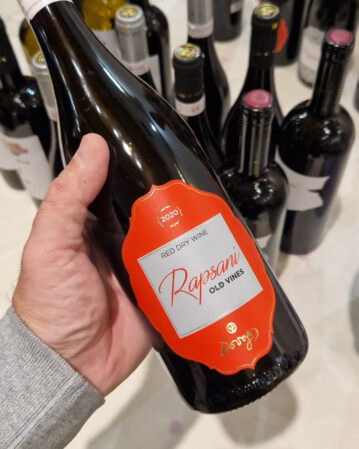 2020
RED DRY WINE
Rapsani
OLD VINES